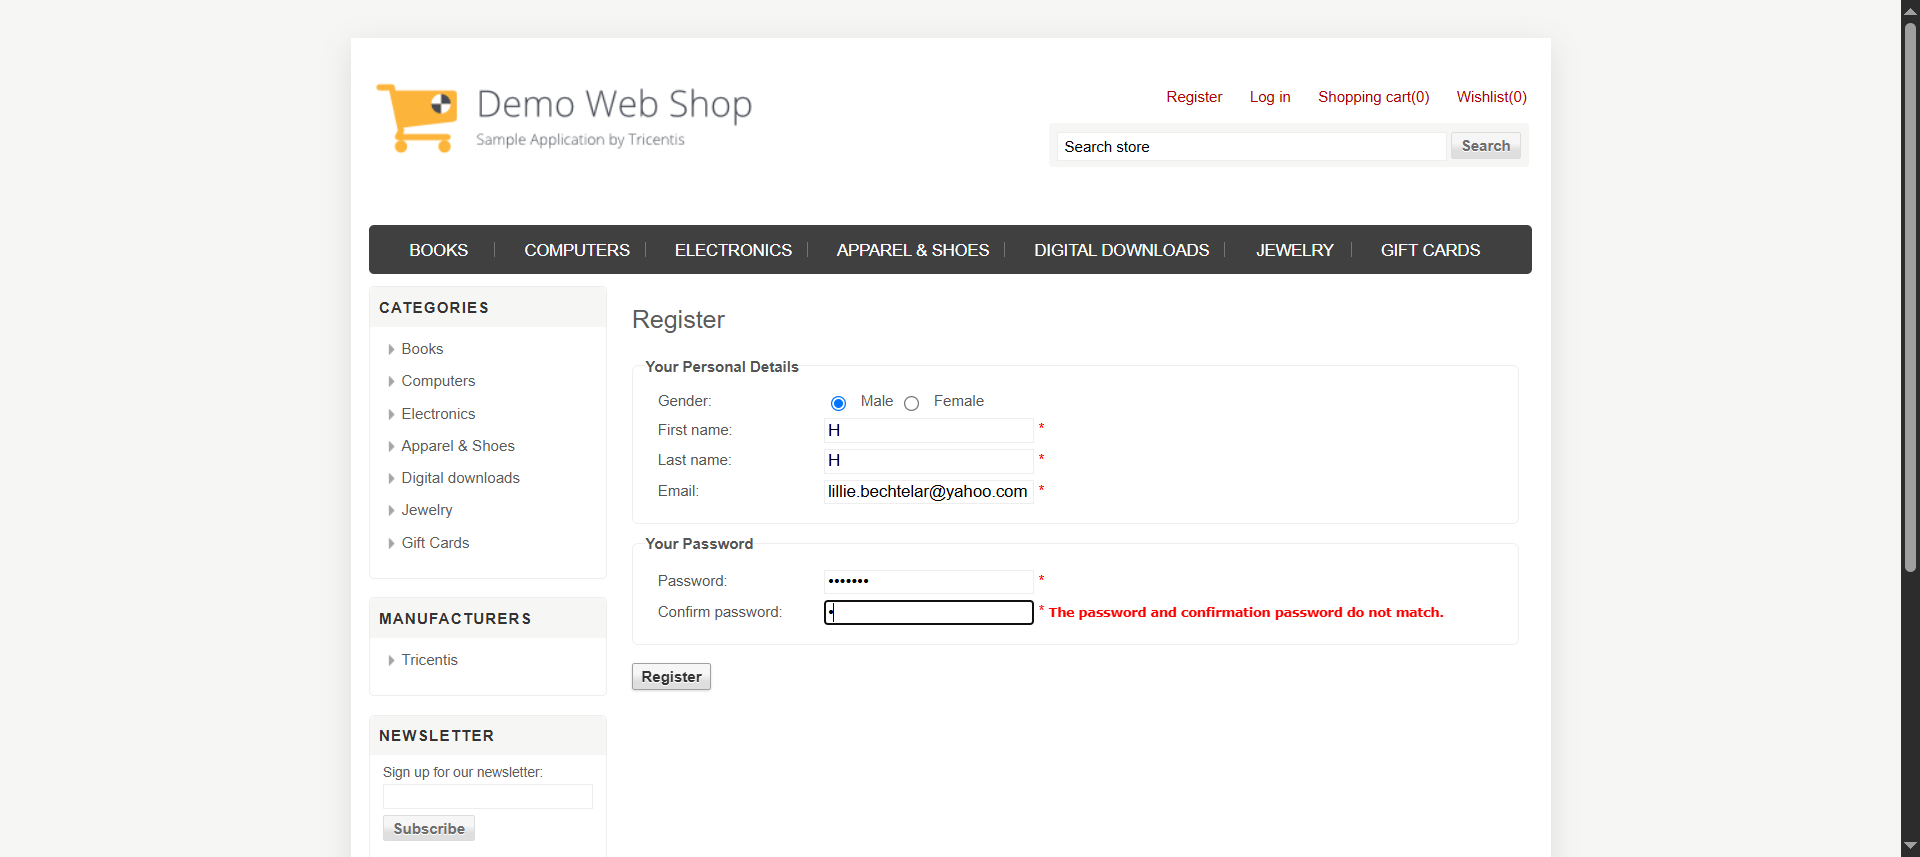 Demo Web Shop
Sample Application by Tricentis
Register Log in Shopping cart(0) Wishlist(0)
Search store Search
BOOKS COMPUTERS ELECTRONICS APPAREL & SHOES DIGITAL DOWNLOADS JEWELRY GIFT CARDS
CATEGORIES
Books
Computers
Electronics
Apparel & Shoes
Digital downloads
Jewelry
Gift Cards
MANUFACTURERS
Tricentis
NEWSLETTER
Sign up for our newsletter:
Subscribe
Register
Your Personal Details
Gender: Male Female
First name: H *
Last name: H *
Email: lillie.bechtelar@yahoo.com *
Your Password
Password: ••••••• *
Confirm password: • * The password and confirmation password do not match.
Register